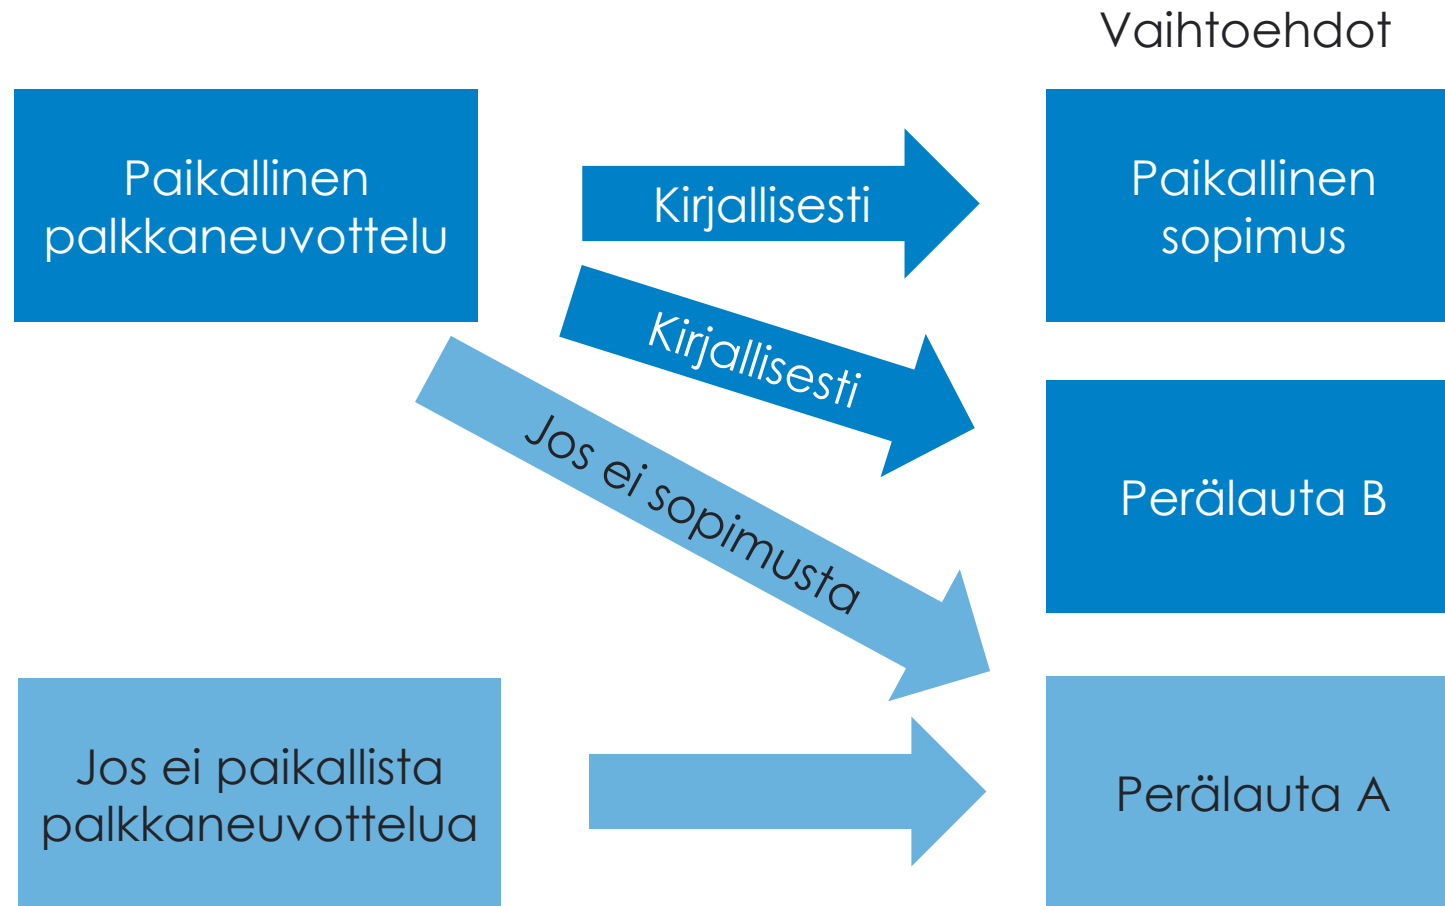 Vaihtoehdot
Paikallinen
palkkaneuvottelu
Kirjallisesti
Paikallinen
sopimus
Kirjallisesti
Perälauta B
Jos ei sopimusta
Jos ei paikallista
palkkaneuvottelua
Perälauta A